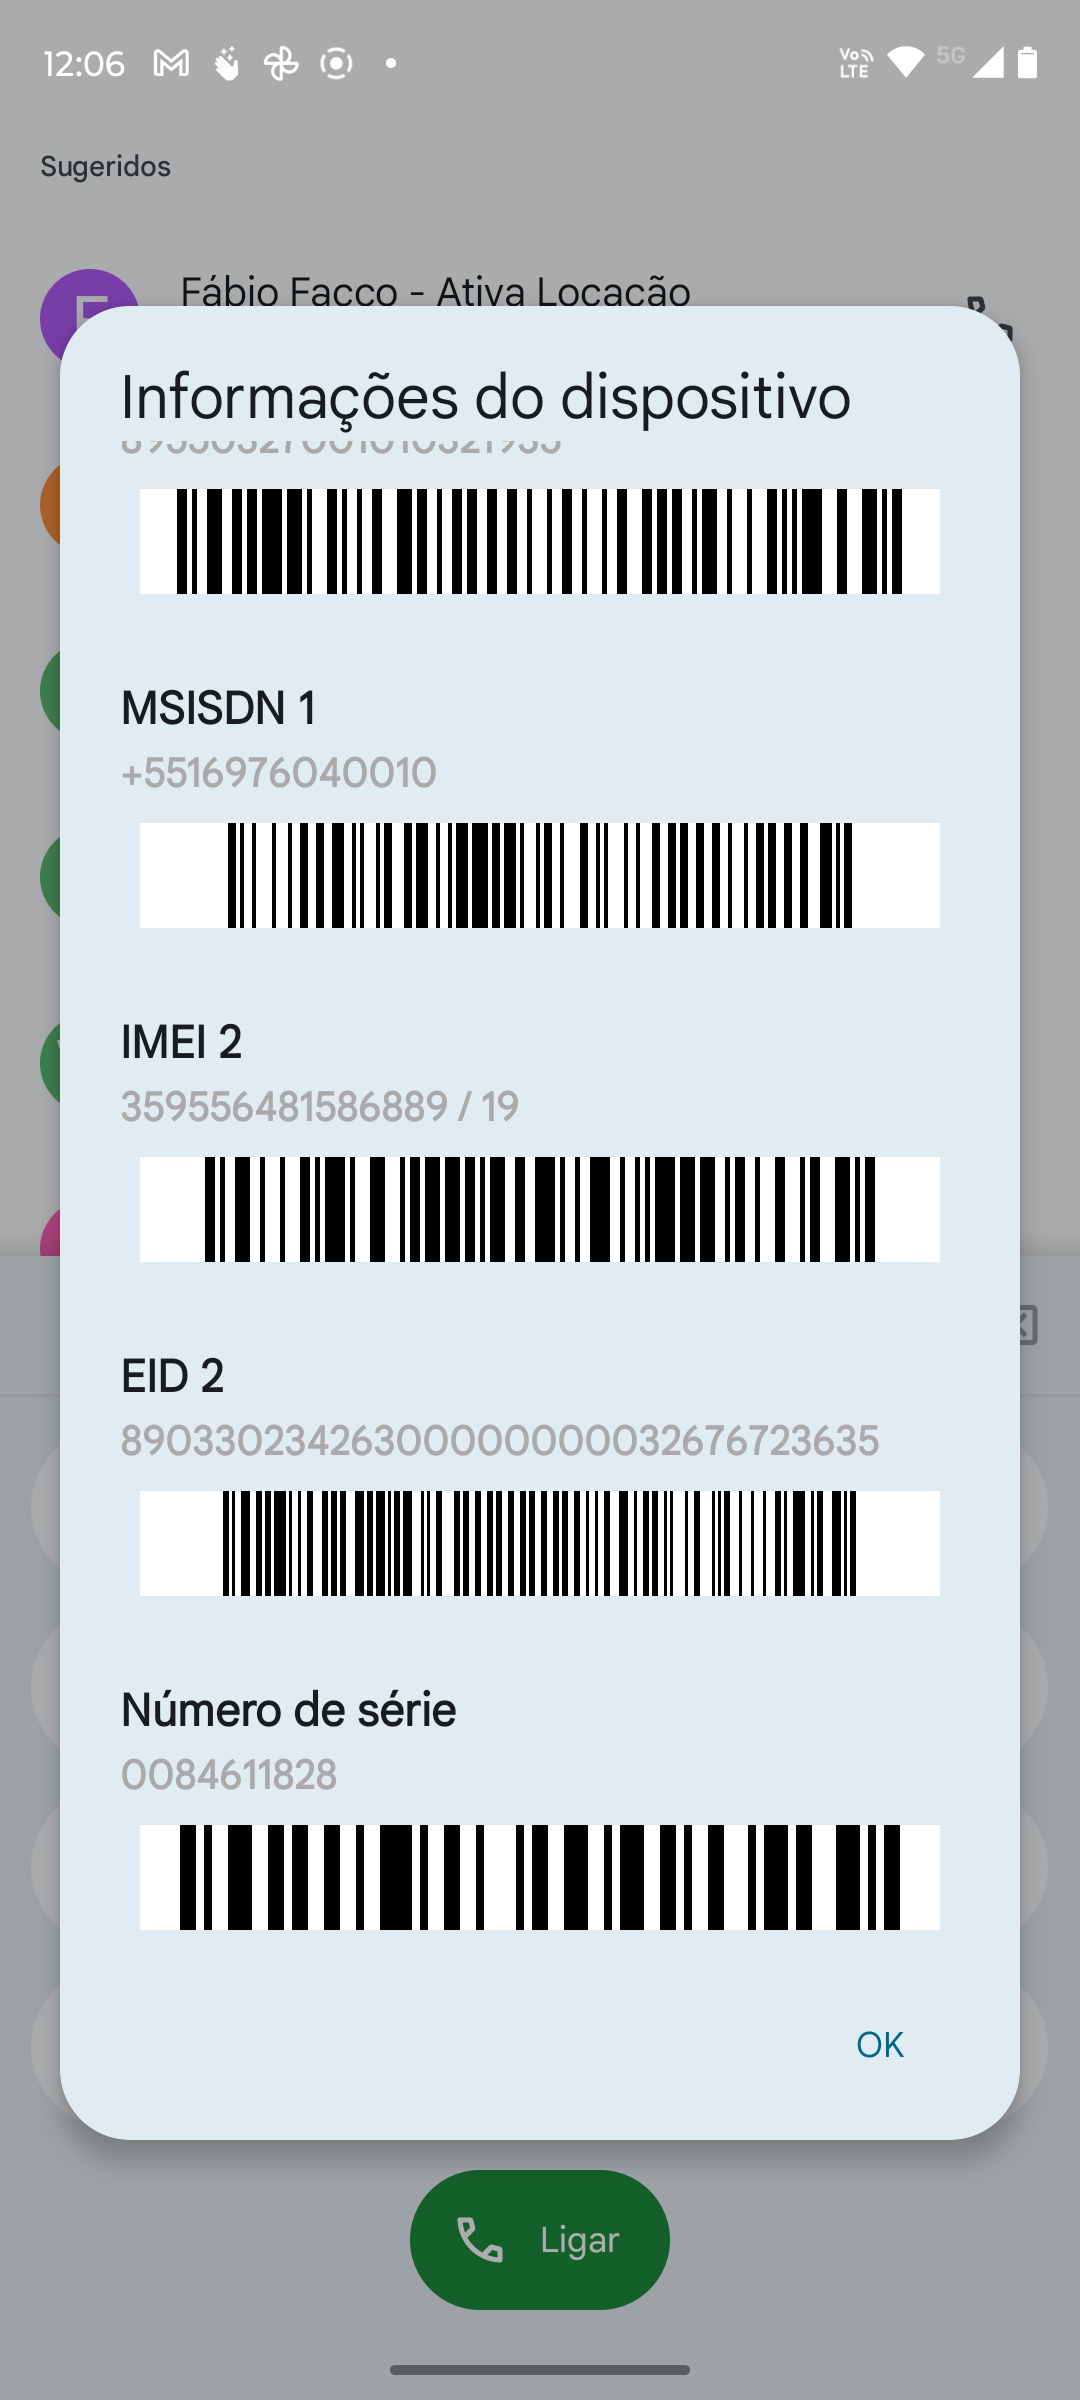 12:06
VoLTE
5G
Sugeridos
Fábio Facco - Ativa Locação
Informações do dispositivo
MSISDN 1
+5516976040010
IMEI 2
359556481586889 / 19
EID 2
89033023426300000000032676723635
Número de série
0084611828
OK
Ligar